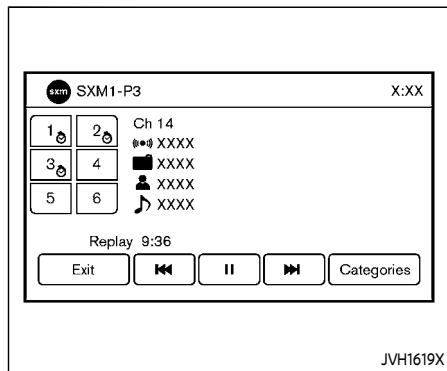 sxm SXM1-P3 X:XX
1 2
3 4
5 6
Ch 14
XXXX
XXXX
XXXX
XXXX
Replay 9:36
Exit Categories
JVH1619X